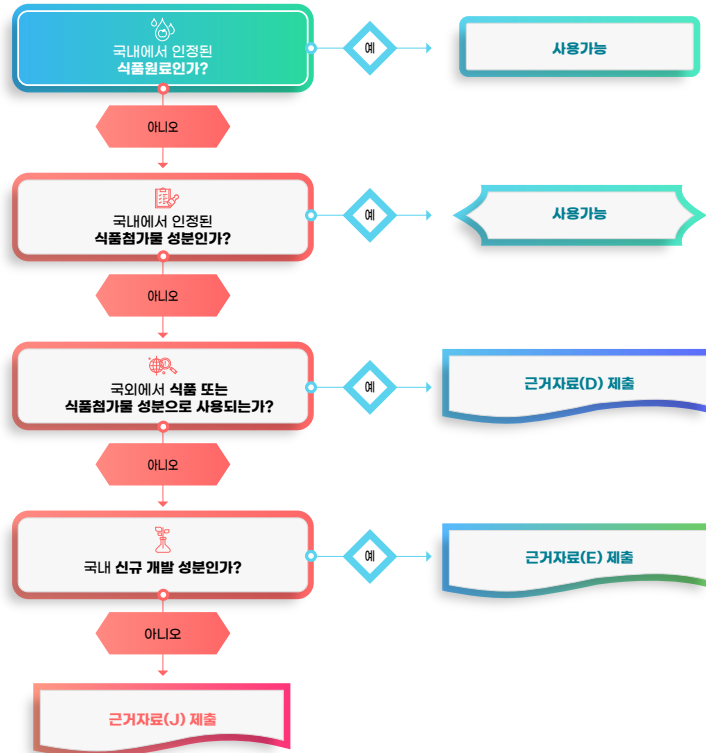 국내에서 인정된
식품원료인가?
예
사용가능
아니오
국내에서 인정된
식품첨가물 성분인가?
예
사용가능
아니오
국외에서 식품 또는
식품첨가물 성분으로 사용되는가?
예
근거자료(D) 제출
아니오
국내 신규 개발 성분인가?
예
근거자료(E) 제출
아니오
근거자료(J) 제출